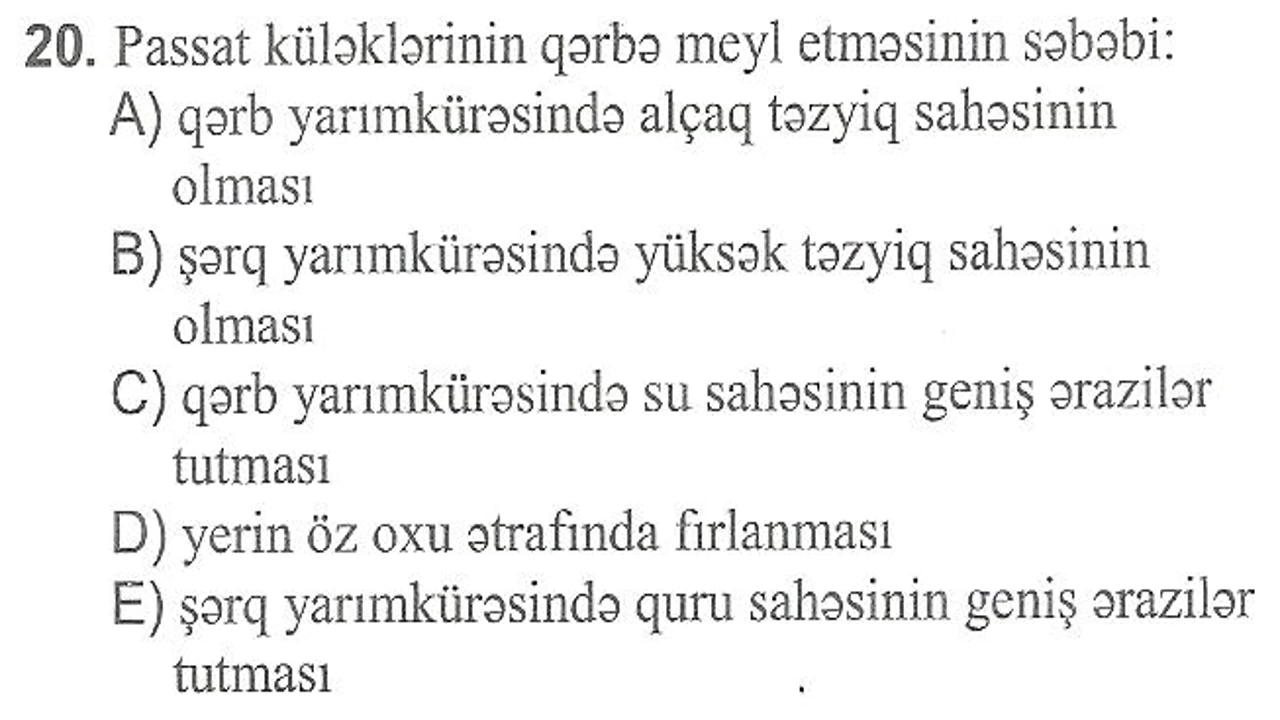 20. Passat küləklərinin qərbə meyl etməsinin səbəbi:
A) qərb yarımkürəsində alçaq təzyiq sahəsinin
olması
B) şərq yarımkürəsində yüksək təzyiq sahəsinin
olması
C) qərb yarımkürəsində su sahəsinin geniş ərazilər
tutması
D) yerin öz oxu ətrafında fırlanması
E) şərq yarımkürəsində quru sahəsinin geniş ərazilər
tutması